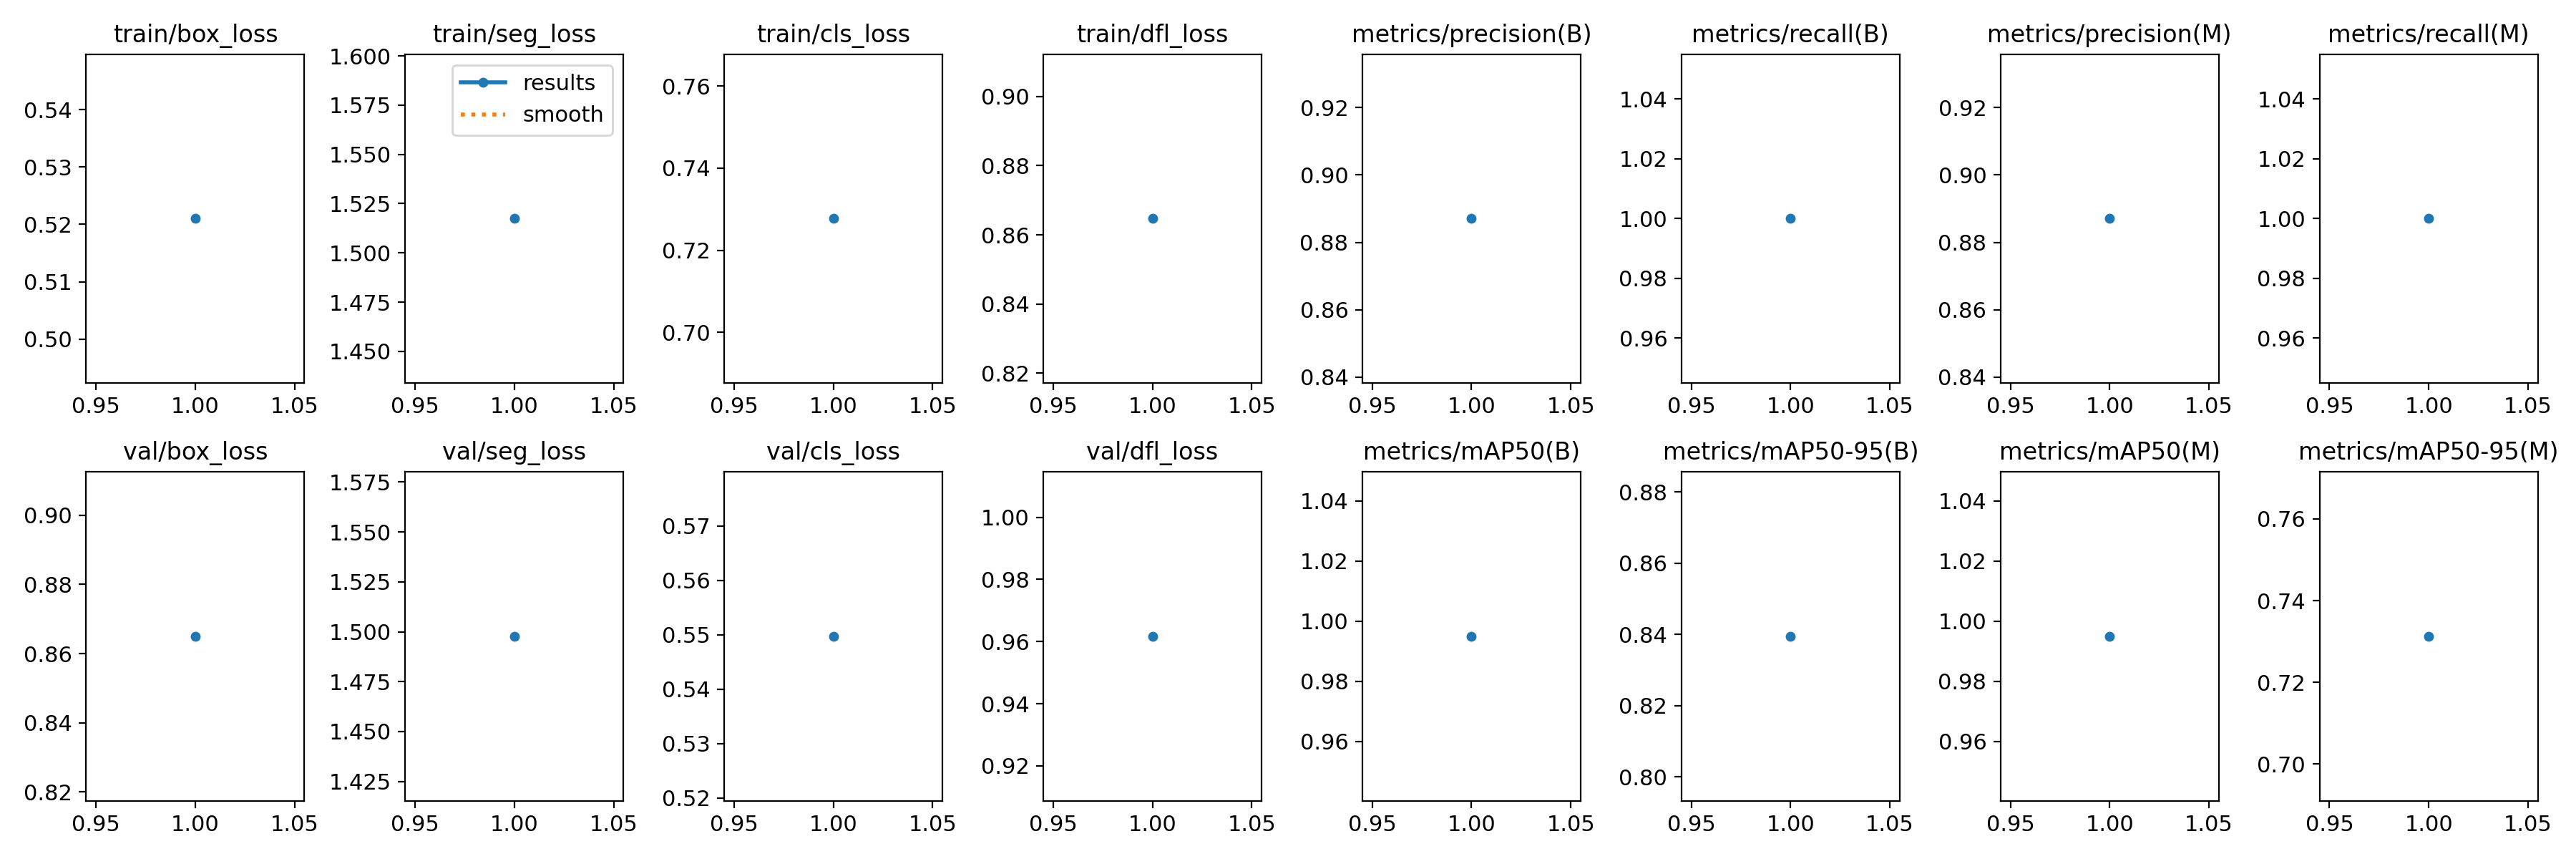 train/box_loss
0.54
0.53
0.52
0.51
0.50
0.95 1.00 1.05
train/seg_loss
results
smooth
1.600
1.575
1.550
1.525
1.500
1.475
1.450
0.95 1.00 1.05
train/cls_loss
0.76
0.74
0.72
0.70
0.95 1.00 1.05
train/dfl_loss
0.90
0.88
0.86
0.84
0.82
0.95 1.00 1.05
metrics/precision(B)
0.92
0.90
0.88
0.86
0.84
0.95 1.00 1.05
metrics/recall(B)
1.04
1.02
1.00
0.98
0.96
0.95 1.00 1.05
metrics/precision(M)
0.92
0.90
0.88
0.86
0.84
0.95 1.00 1.05
metrics/recall(M)
1.04
1.02
1.00
0.98
0.96
0.95 1.00 1.05
val/box_loss
0.90
0.88
0.86
0.84
0.82
0.95 1.00 1.05
val/seg_loss
1.575
1.550
1.525
1.500
1.475
1.450
1.425
0.95 1.00 1.05
val/cls_loss
0.57
0.56
0.55
0.54
0.53
0.52
0.95 1.00 1.05
val/dfl_loss
1.00
0.98
0.96
0.94
0.92
0.95 1.00 1.05
metrics/mAP50(B)
1.04
1.02
1.00
0.98
0.96
0.95 1.00 1.05
metrics/mAP50-95(B)
0.88
0.86
0.84
0.82
0.80
0.95 1.00 1.05
metrics/mAP50(M)
1.04
1.02
1.00
0.98
0.96
0.95 1.00 1.05
metrics/mAP50-95(M)
0.76
0.74
0.72
0.70
0.95 1.00 1.05